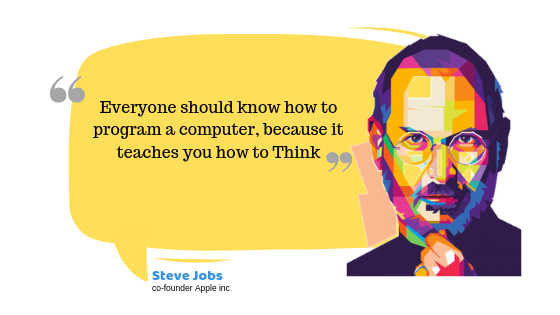 “
Everyone should know how to
program a computer, because it
teaches you how to Think
”
Steve Jobs
co-founder Apple inc